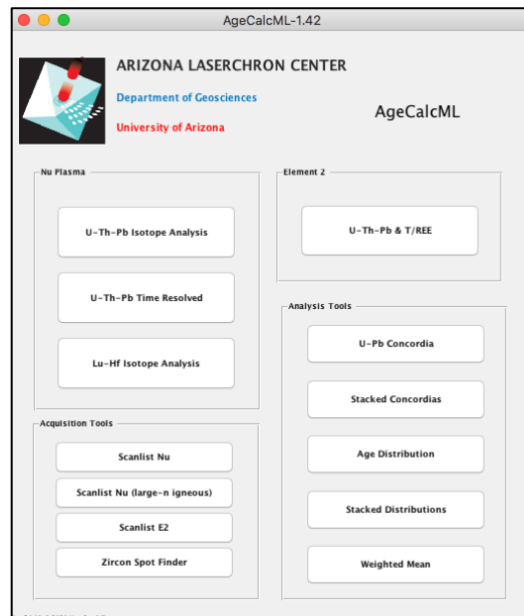 AgeCalcML-1.42
ARIZONA LASERCHRON CENTER
Department of Geosciences
University of Arizona
AgeCalcML
Nu Plasma
U-Th-Pb Isotope Analysis
U-Th-Pb Time Resolved
Lu-Hf Isotope Analysis
Element 2
U-Th-Pb & T/REE
Acquisition Tools
Scanlist Nu
Scanlist Nu (large-n igneous)
Scanlist E2
Zircon Spot Finder
Analysis Tools
U-Pb Concordia
Stacked Concordias
Age Distribution
Stacked Distributions
Weighted Mean